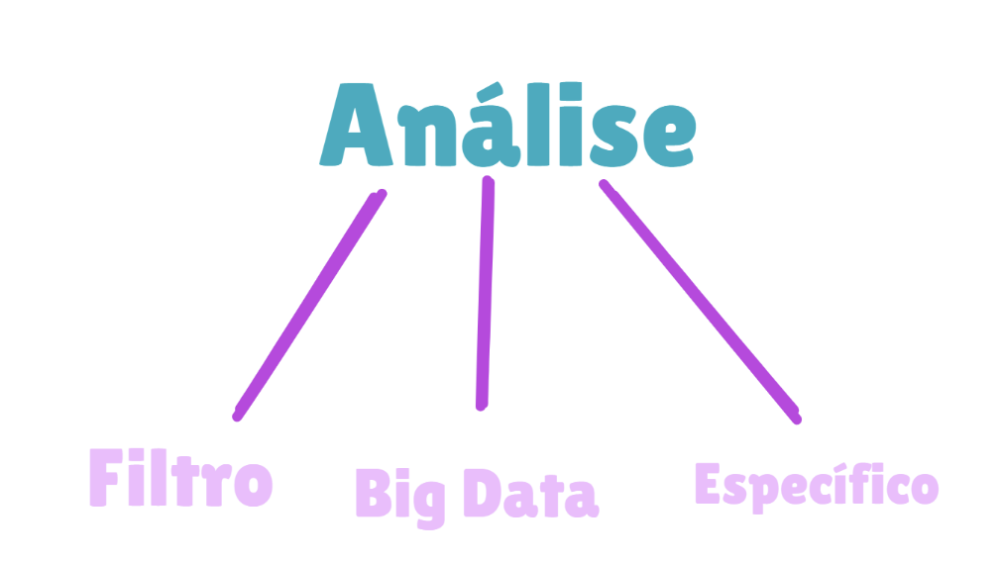 Análise
Filtro
Big Data
Específico